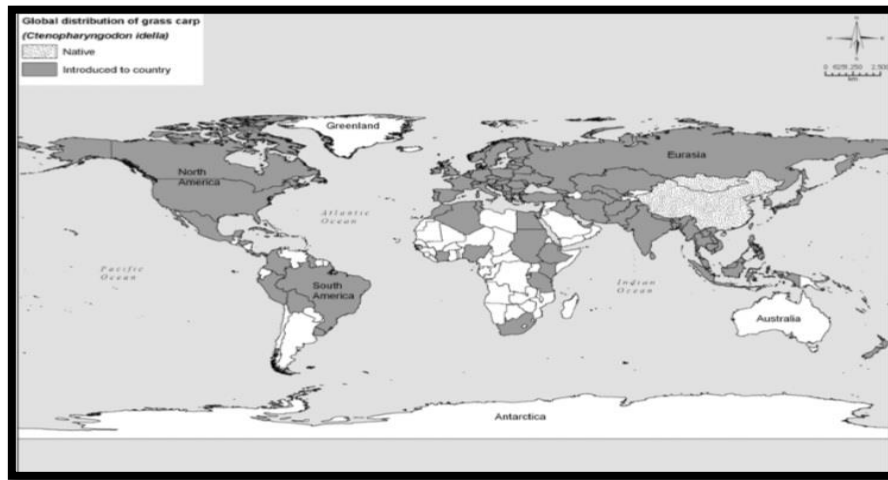 Global distribution of grass carp
(Ctenopharyngodon idella)
Native
Introduced to country
N
km
Greenland
Eurasia
North
America
Atlantic
Ocean
Pacific
Ocean
Indian
Ocean
South
America
Australia
Antarctica